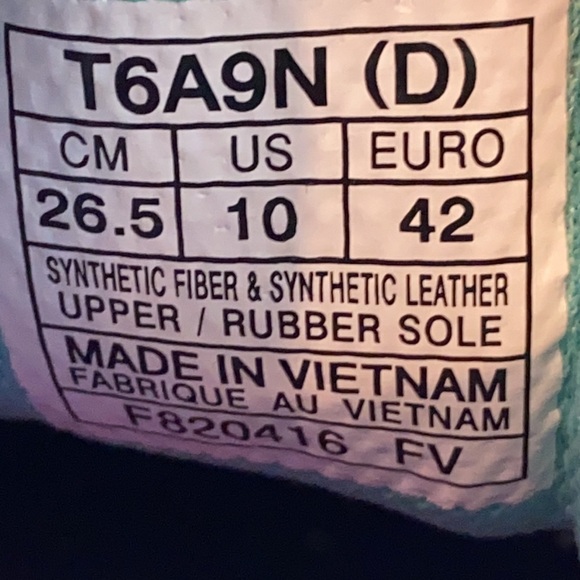 T6A9N (D)
CM US EURO
26.5 10 42
SYNTHETIC FIBER & SYNTHETIC LEATHER
UPPER / RUBBER SOLE
MADE IN VIETNAM
FABRIQUE AU VIETNAM
F820416 FV